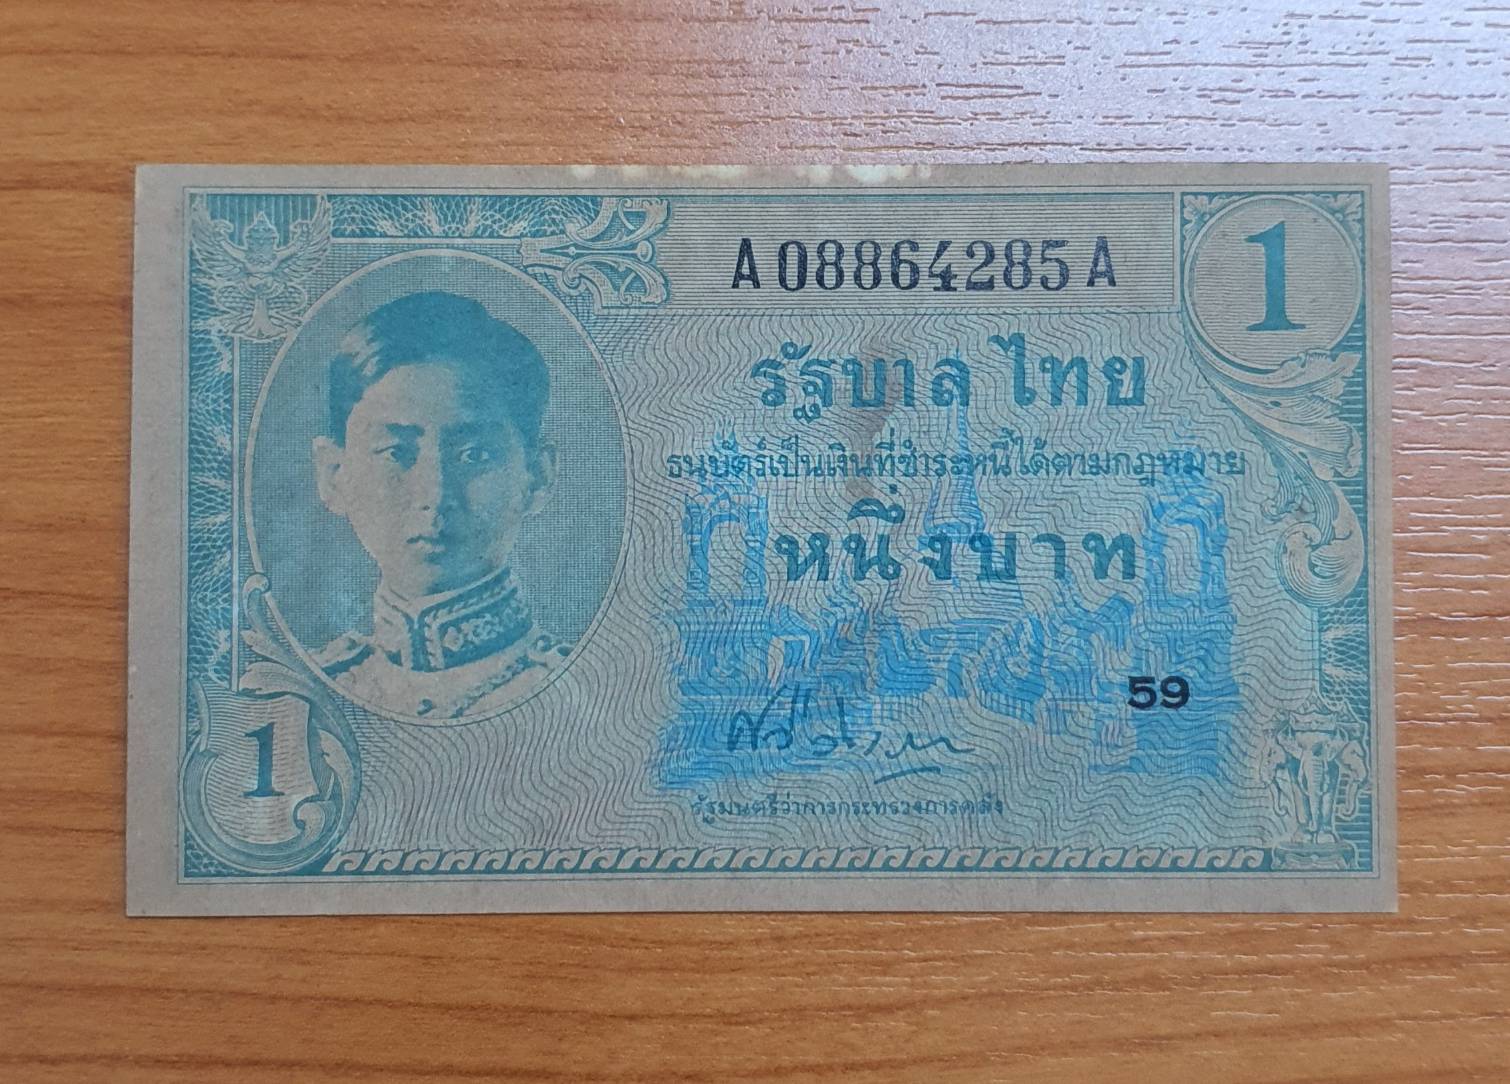 A08864285A
1
รัฐบาล ไทย
ธนบัตร์เป็นเงินที่ชำระหนี้ได้ตามกฎหมาย
หนึ่งบาท
59
1
รัฐมนตรีว่าการกระทรวงการคลัง